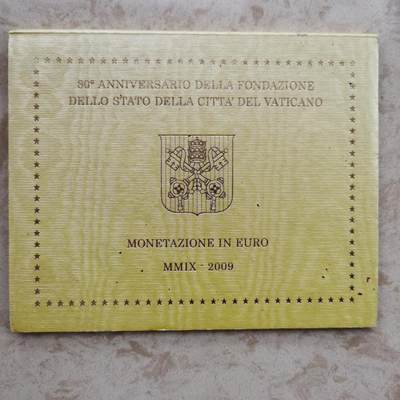 80° ANNIVERSARIO DELLA FONDAZIONE
DELLO STATO DELLA CITTA' DEL VATICANO
MONETAZIONE IN EURO
MMIX - 2009